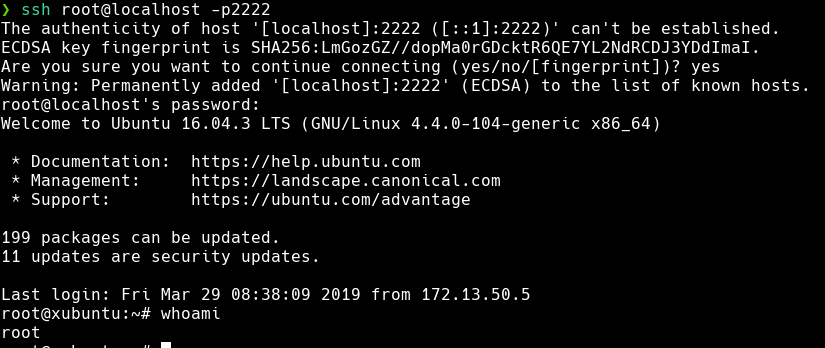 ❯ ssh root@localhost -p2222
The authenticity of host '[localhost]:2222 ([::1]:2222)' can't be established.
ECDSA key fingerprint is SHA256:LmGozGZ//dopMa0rGDcktR6QE7YL2NdRCDJ3YDdImaI.
Are you sure you want to continue connecting (yes/no/[fingerprint])? yes
Warning: Permanently added '[localhost]:2222' (ECDSA) to the list of known hosts.
root@localhost's password:
Welcome to Ubuntu 16.04.3 LTS (GNU/Linux 4.4.0-104-generic x86_64)
* Documentation:  https://help.ubuntu.com
* Management:     https://landscape.canonical.com
* Support:        https://ubuntu.com/advantage
199 packages can be updated.
11 updates are security updates.
Last login: Fri Mar 29 08:38:09 2019 from 172.13.50.5
root@xubuntu:~# whoami
root